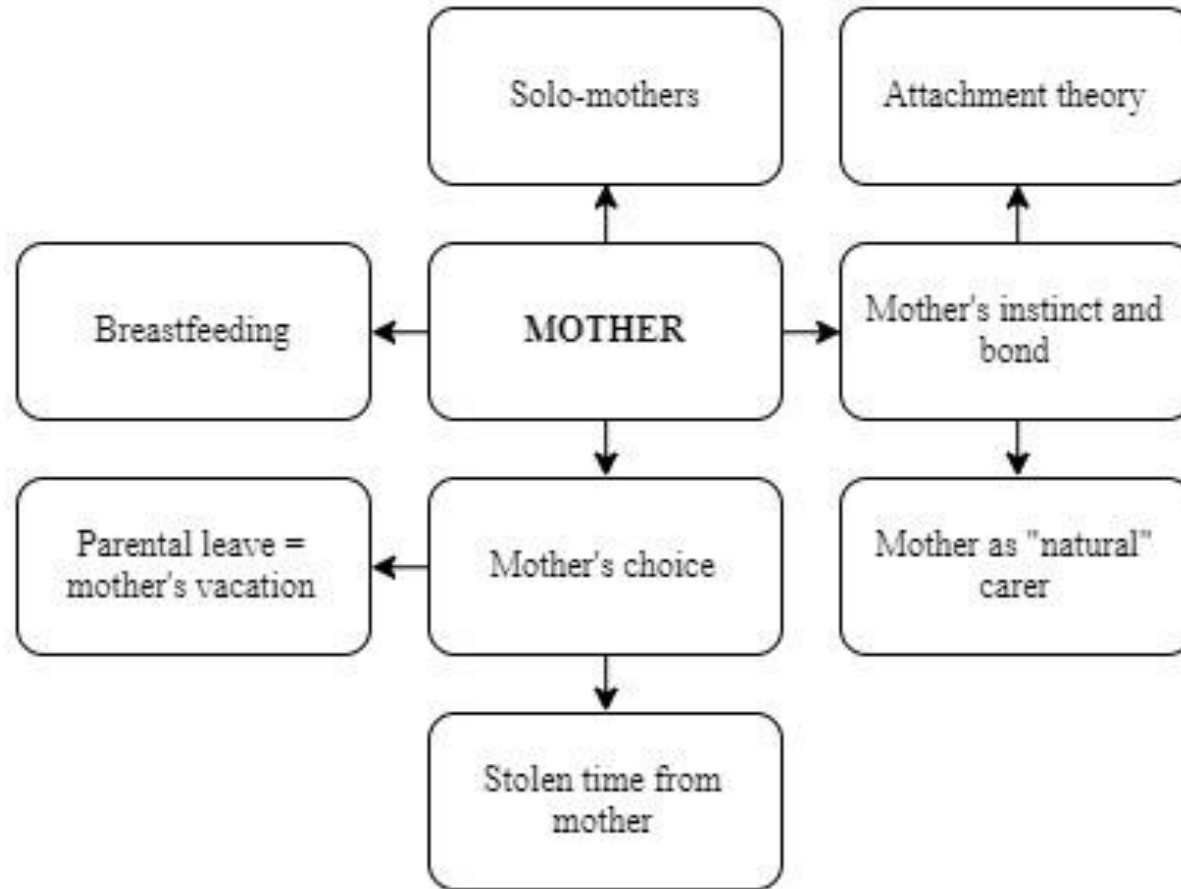 Solo-mothers
Attachment theory
Breastfeeding
MOTHER
Mother's instinct and
bond
Parental leave =
mother's vacation
Mother's choice
Mother as "natural"
carer
Stolen time from
mother